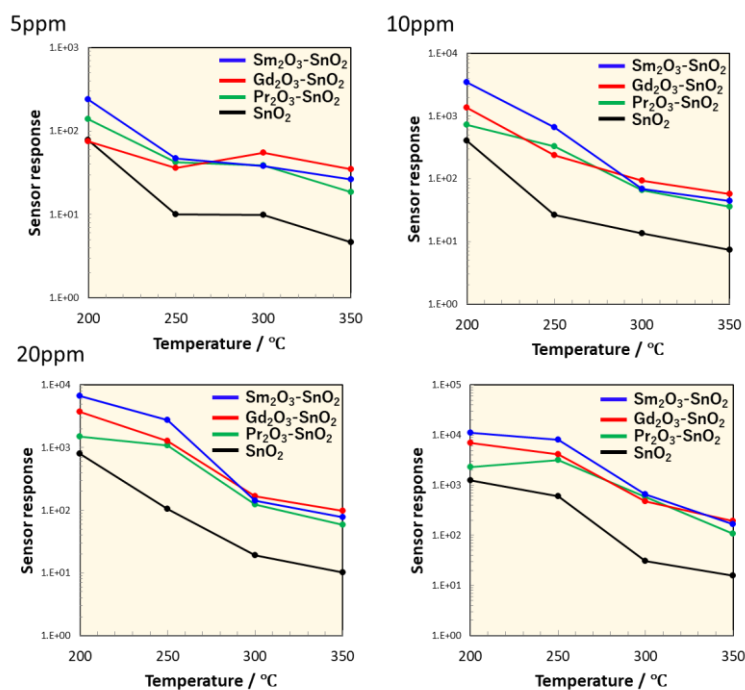 5ppm
1.E+03
1.E+02
1.E+01
1.E+00
Sensor response
Sm₂O₃-SnO₂
Gd₂O₃-SnO₂
Pr₂O₃-SnO₂
SnO₂
200 250 300 350
Temperature / ℃
10ppm
1.E+04
1.E+03
1.E+02
1.E+01
1.E+00
Sensor response
Sm₂O₃-SnO₂
Gd₂O₃-SnO₂
Pr₂O₃-SnO₂
SnO₂
200 250 300 350
Temperature / ℃
20ppm
1.E+04
1.E+03
1.E+02
1.E+01
1.E+00
Sensor response
Sm₂O₃-SnO₂
Gd₂O₃-SnO₂
Pr₂O₃-SnO₂
SnO₂
200 250 300 350
Temperature / ℃
1.E+05
1.E+04
1.E+03
1.E+02
1.E+01
1.E+00
Sensor response
Sm₂O₃-SnO₂
Gd₂O₃-SnO₂
Pr₂O₃-SnO₂
SnO₂
200 250 300 350
Temperature / ℃